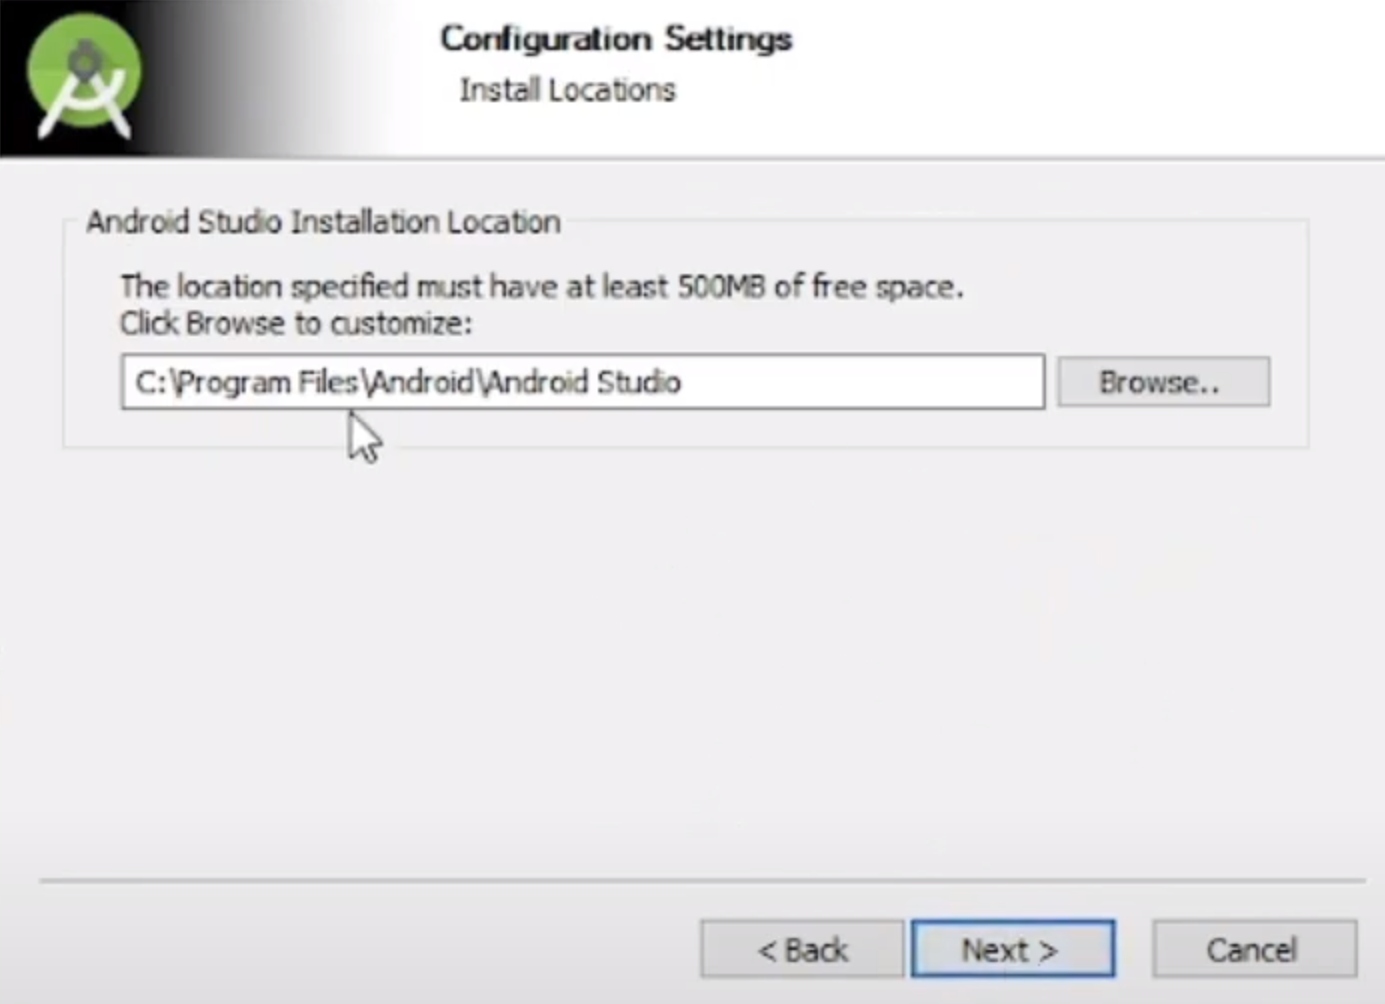 Configuration Settings
Install Locations
Android Studio Installation Location
The location specified must have at least 500MB of free space.
Click Browse to customize:
C:\Program Files\Android\Android Studio
Browse..
< Back
Next >
Cancel